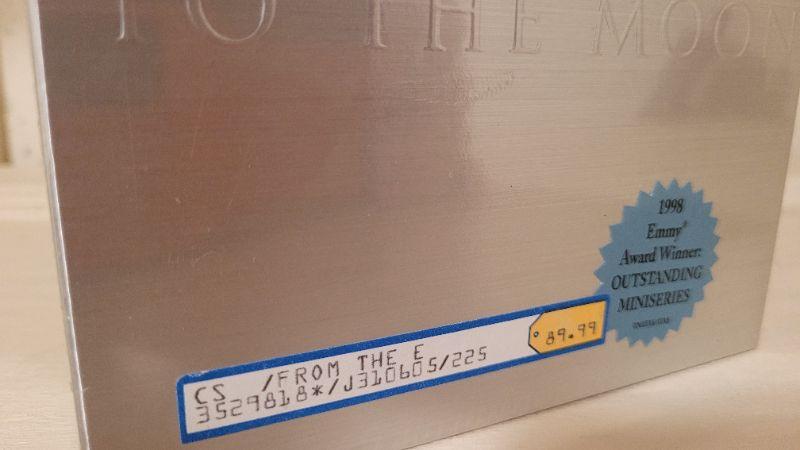 TO THE MOON
1998
Emmy®
Award Winner:
OUTSTANDING
MINISERIES
89.99
CS /FROM THE E
3529818*/J310605/225